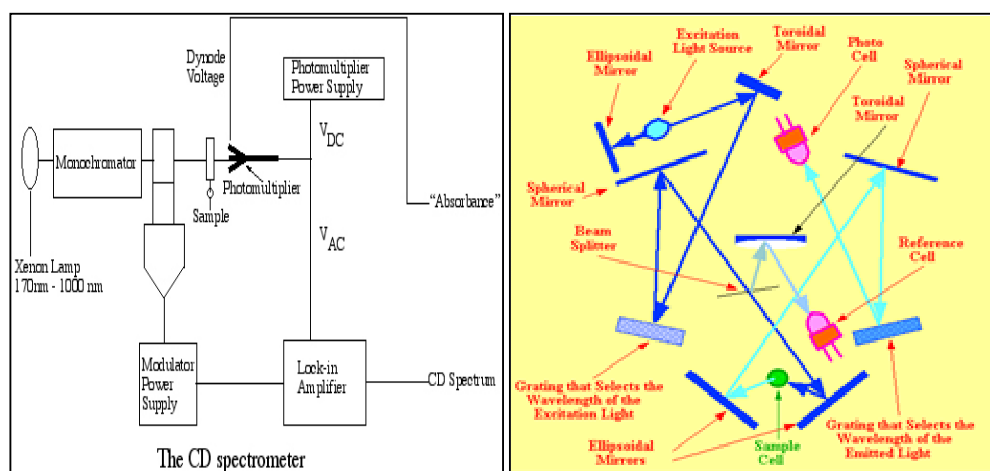 Dynode
Voltage
Photomultiplier
Power Supply
V DC
Monochromator
Photomultiplier
Sample
"Absorbance"
V AC
Xenon Lamp
170nm - 1000 nm
Modulator
Power
Supply
Lock-in
Amplifier
CD Spectrum
The CD spectrometer
Ellipsoidal
Mirror
Excitation
Light Source
Toroidal
Mirror
Photo
Cell
Spherical
Mirror
Toroidal
Mirror
Spherical
Mirror
Beam
Splitter
Reference
Cell
Grating that Selects the
Wavelength of the
Excitation Light
Ellipsoidal
Mirrors
Sample
Cell
Grating that Selects the
Wavelength of the
Emitted Light